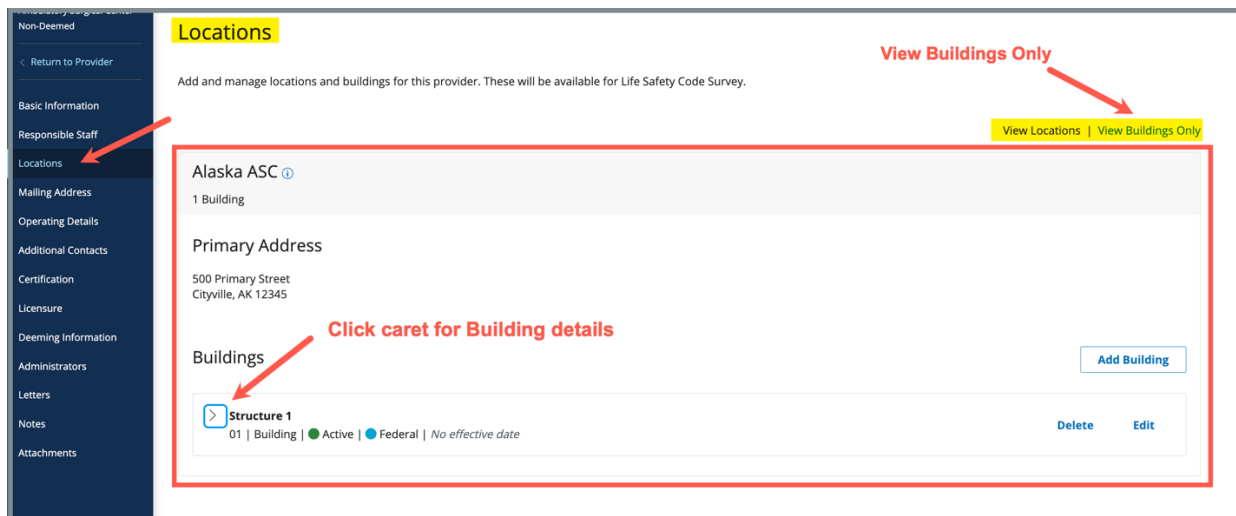 Ambulatory Surgical Center
Non-Deemed
< Return to Provider
Basic Information
Responsible Staff
Locations
Mailing Address
Operating Details
Additional Contacts
Certification
Licensure
Deeming Information
Administrators
Letters
Notes
Attachments
Locations
View Buildings Only
Add and manage locations and buildings for this provider. These will be available for Life Safety Code Survey.
View Locations | View Buildings Only
Alaska ASC
1 Building
Primary Address
500 Primary Street
Cityville, AK 12345
Click caret for Building details
Buildings
Add Building
Structure 1
01 | Building | Active | Federal | No effective date
Delete Edit